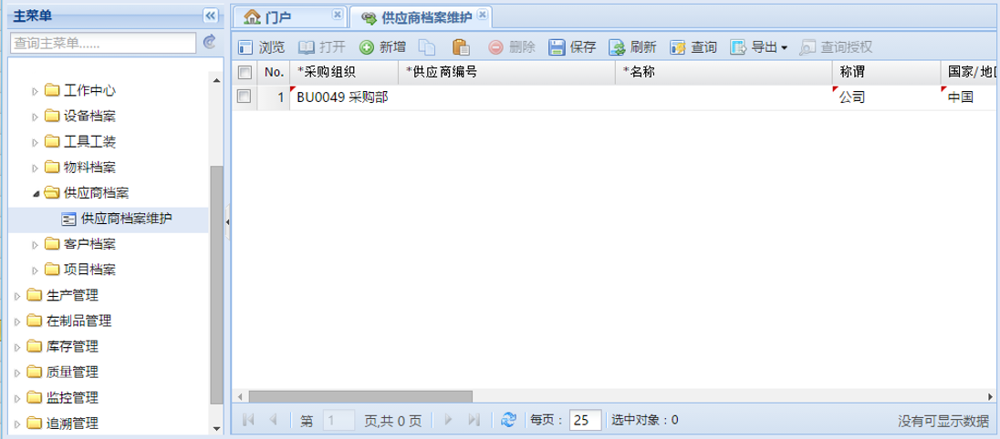 主菜单
查询主菜单......
工作中心
设备档案
工具工装
物料档案
供应商档案
供应商档案维护
客户档案
项目档案
生产管理
在制品管理
库存管理
质量管理
监控管理
追溯管理
门户 供应商档案维护
浏览 打开 新增 删除 保存 刷新 查询 导出 查询授权
No. *采购组织 *供应商编号 *名称 称谓 国家/地
1 BU0049 采购部 公司 中国
第 1 页,共 0 页 每页： 25 选中对象：0 没有可显示数据